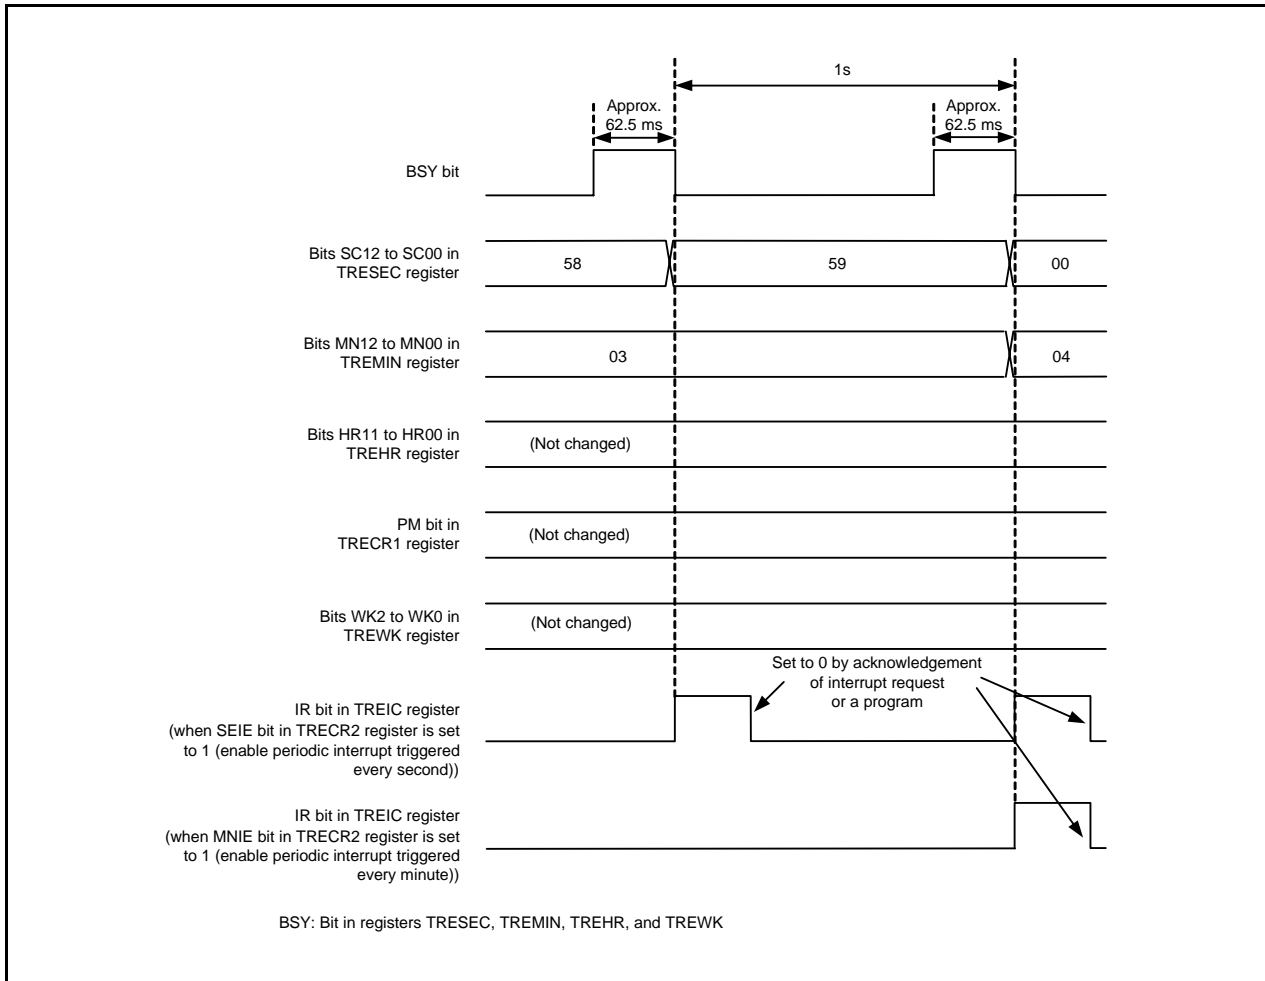 1s
Approx.
62.5 ms
Approx.
62.5 ms
BSY bit
Bits SC12 to SC00 in
TRESEC register
58
59
00
Bits MN12 to MN00 in
TREMIN register
03
04
Bits HR11 to HR00 in
TREHR register
(Not changed)
PM bit in
TRECR1 register
(Not changed)
Bits WK2 to WK0 in
TREWK register
(Not changed)
Set to 0 by acknowledgement
of interrupt request
or a program
IR bit in TREIC register
(when SEIE bit in TRECR2 register is set
to 1 (enable periodic interrupt triggered
every second))
IR bit in TREIC register
(when MNIE bit in TRECR2 register is set
to 1 (enable periodic interrupt triggered
every minute))
BSY: Bit in registers TRESEC, TREMIN, TREHR, and TREWK